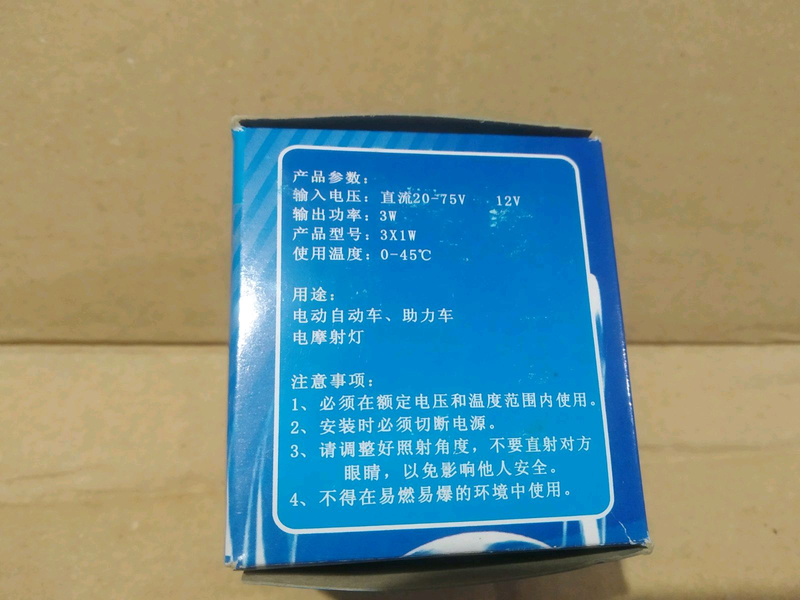 产品参数：
输入电压：直流20-75V 12V
输出功率：3W
产品型号：3X1W
使用温度：0-45℃
用途：
电动自动车、助力车
电摩射灯
注意事项：
1、必须在额定电压和温度范围内使用。
2、安装时必须切断电源。
3、请调整好照射角度，不要直射对方
眼睛，以免影响他人安全。
4、不得在易燃易爆的环境中使用。